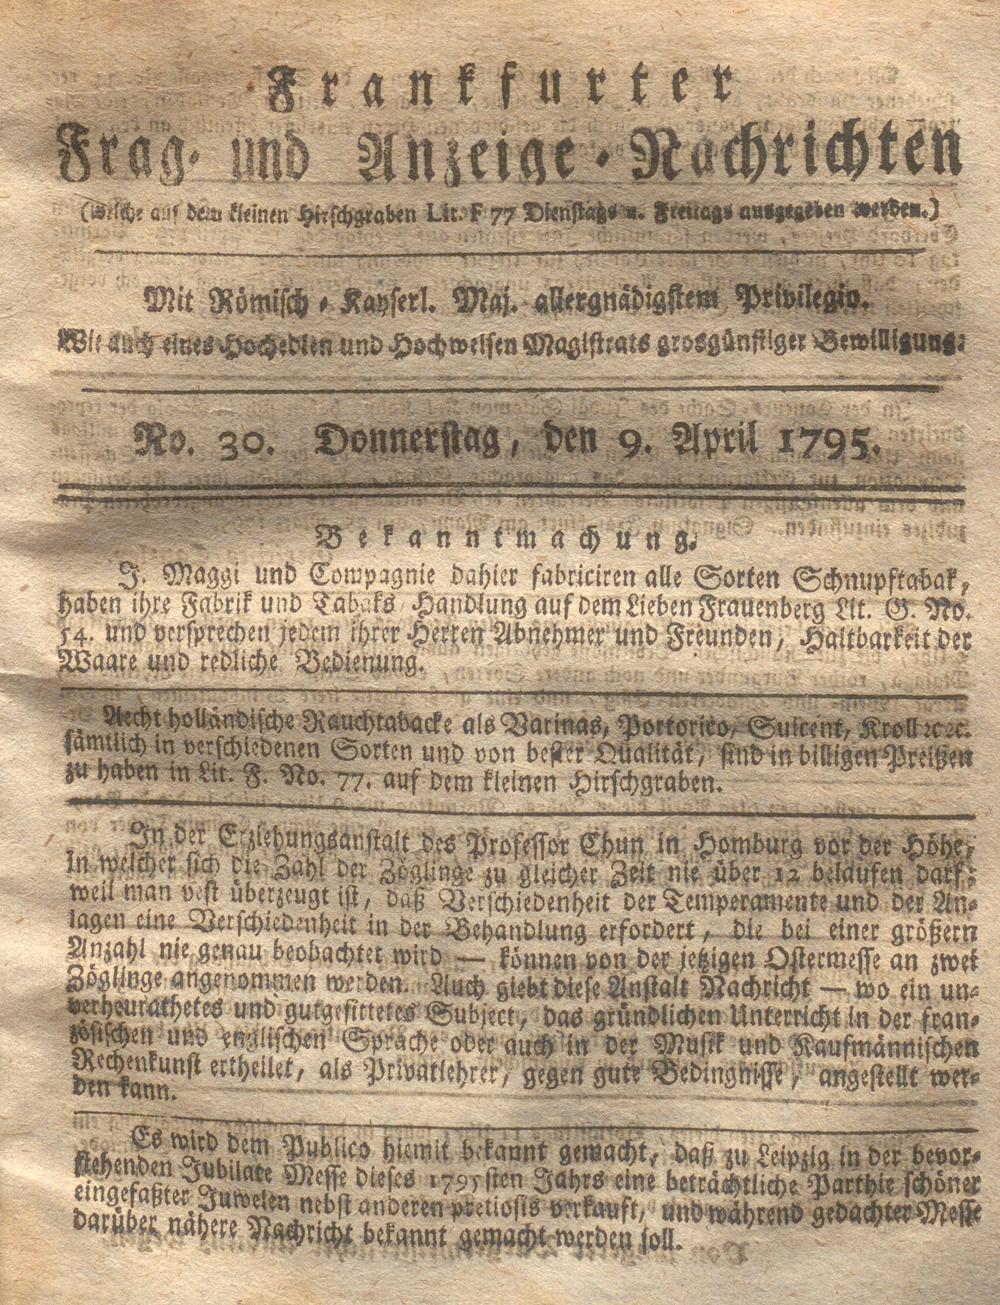 Frankfurter
Frag- und Anzeige-Nachrichten
(welche auf dem kleinen Hirschgraben Lit. F 77 Dienstags u. Freitags ausgegeben werden.)
Mit Römisch-Kayserl. Maj. allergnädigstem Privilegio.
Wie auch eines Hochedlen und Hochweisen Magistrats grosgünstiger Bewilligung:
No. 30. Donnerstag, den 9. April 1795.
Bekanntmachung.
J. Maggi und Compagnie dahier fabriciren alle Sorten Schnupftabak,
haben ihre Fabrik und Tabaks Handlung auf dem Lieben Frauenberg Lit. G. No.
54. und versprechen jedem ihrer Herren Abnehmer und Freunden, Haltbarkeit der
Waare und redliche Bedienung.
Aecht holländische Rauchtabacke als Varinas, Portorico, Suicent, Kroll ꝛc ꝛc.
sämtlich in verschiedenen Sorten und von bester Qualität, sind in billigen Preißen
zu haben in Lit. F. No. 77. auf dem kleinen Hirschgraben.
In der Erziehungsanstalt des Professor Chun in Homburg vor der Höhe,
in welcher sich die Zahl der Zöglinge zu gleicher Zeit nie über 12 belaufen darf;
weil man vest überzeugt ist, daß Verschiedenheit der Temperamente und der An-
lagen eine Verschiedenheit in der Behandlung erfordert, die bei einer größern
Anzahl nie genau beobachtet wird — können von der jetzigen Ostermesse an zwei
Zöglinge angenommen werden. Auch giebt diese Anstalt Nachricht — wo ein un-
verheurathetes und gutgesittetes Subject, das gründlichen Unterricht in der fran-
zösischen und englischen Sprache oder auch in der Musik und Kaufmännischen
Rechenkunst ertheilet, als Privatlehrer, gegen gute Bedingnisse, angestellt wer-
den kann.
Es wird dem Publico hiemit bekannt gemacht, daß zu Leipzig in der bevor-
stehenden Jubilate Messe dieses 1795sten Jahrs eine beträchtliche Parthie schöner
eingefaßter Juwelen nebst anderen pretiosis verkauft, und während gedachter Messe
darüber nähere Nachricht bekannt gemacht werden soll.